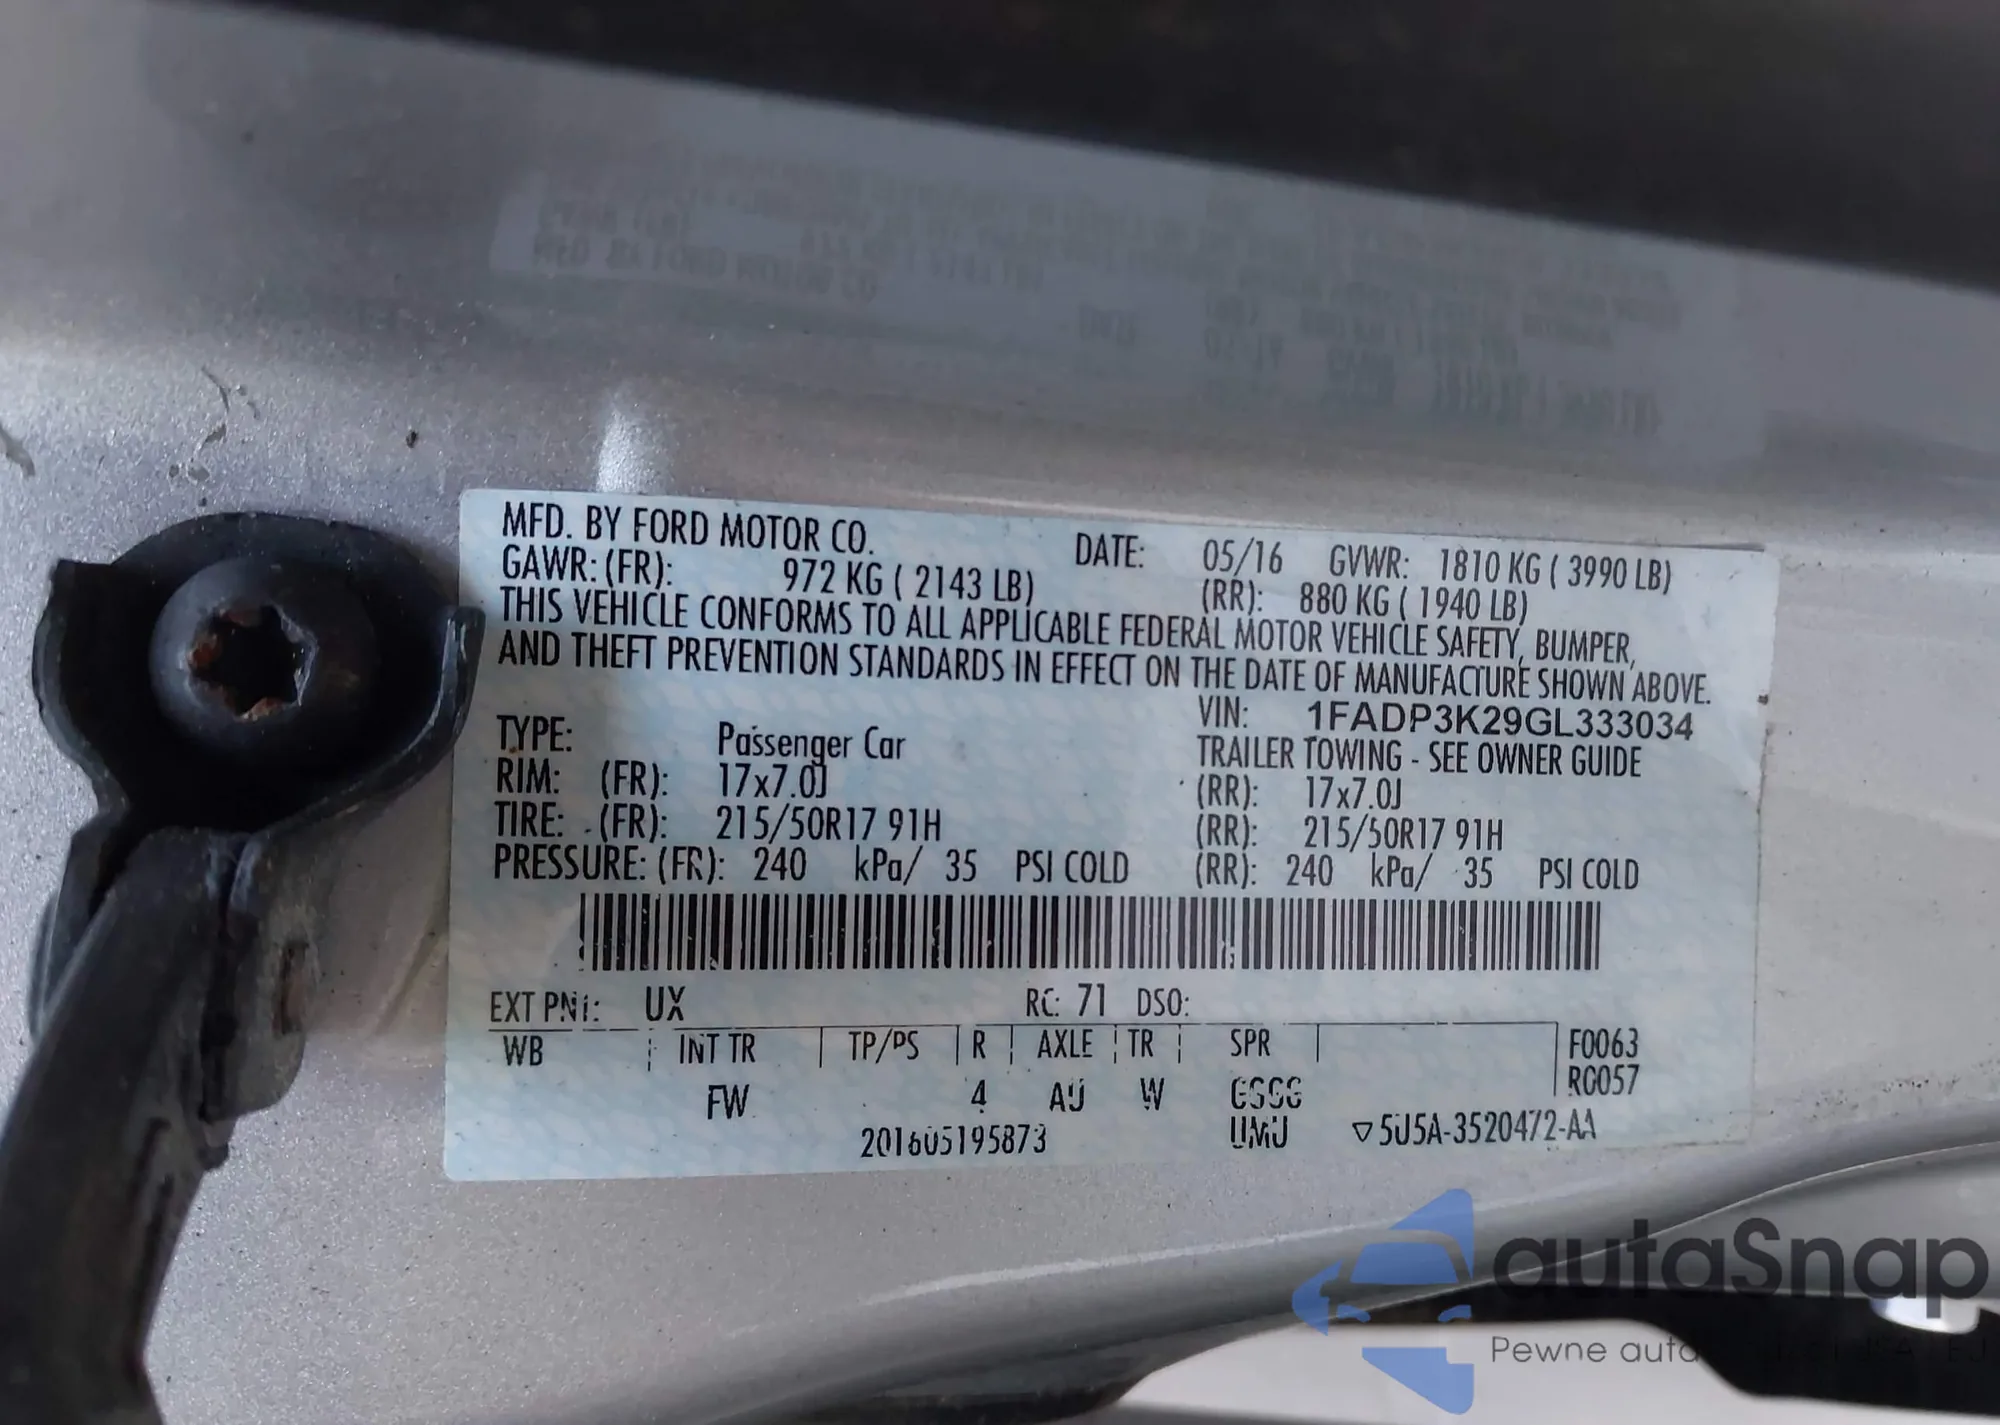 MFD. BY FORD MOTOR CO. DATE: 05/16 GVWR: 1810 KG ( 3990 LB)
GAWR: (FR): 972 KG ( 2143 LB) (RR): 880 KG ( 1940 LB)
THIS VEHICLE CONFORMS TO ALL APPLICABLE FEDERAL MOTOR VEHICLE SAFETY, BUMPER,
AND THEFT PREVENTION STANDARDS IN EFFECT ON THE DATE OF MANUFACTURE SHOWN ABOVE.
VIN: 1FADP3K29GL333034
TYPE: Passenger Car TRAILER TOWING - SEE OWNER GUIDE
RIM: (FR): 17x7.0J (RR): 17x7.0J
TIRE: (FR): 215/50R17 91H (RR): 215/50R17 91H
PRESSURE: (FR): 240 kPa/ 35 PSI COLD (RR): 240 kPa/ 35 PSI COLD
EXT PNT: UX RC: 71 DSO:
WB INT TR TP/PS R AXLE TR SPR F0063
R0057
FW 4 AU W
201605195873 UMU ▽5U5A-3520472-AA
autaSnap
Pewne auta